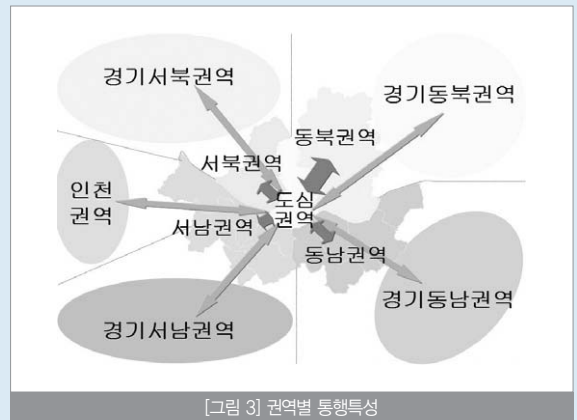 경기서북권역
경기동북권역
동북권역
서북권역
인천
권역
도심
권역
서남권역
동남권역
경기동남권역
경기서남권역
[그림 3] 권역별 통행특성